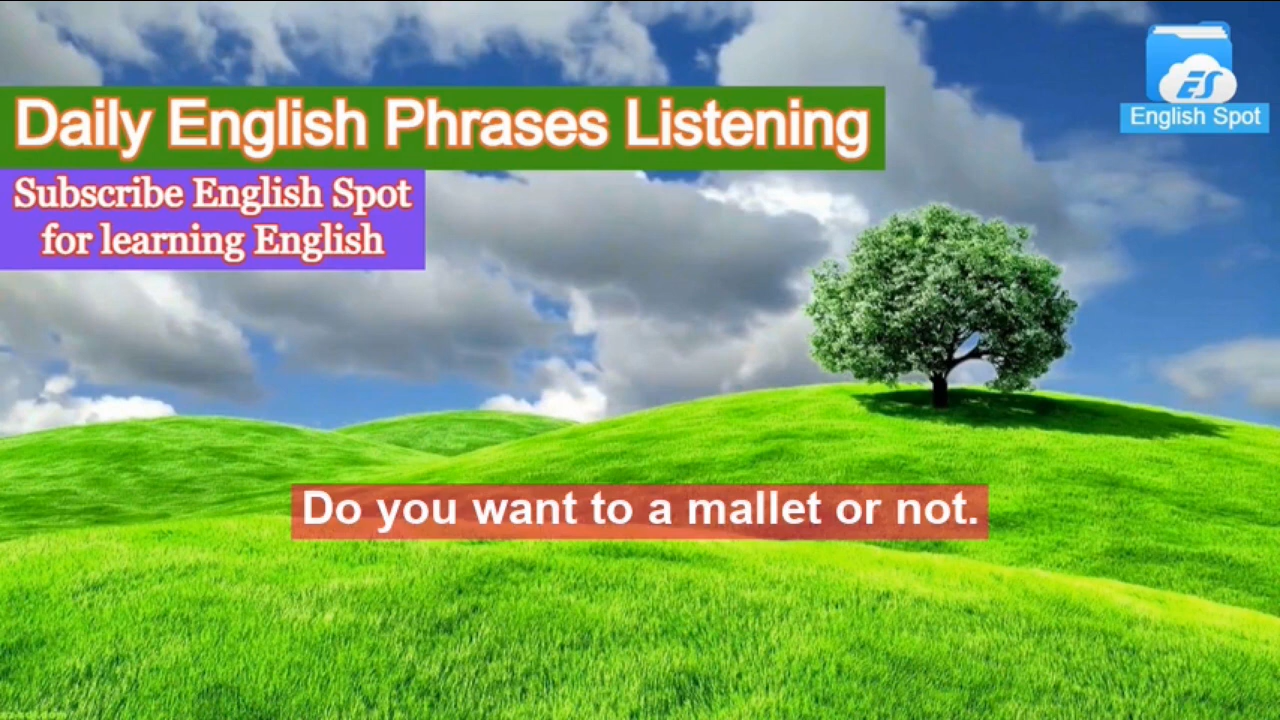 Daily English Phrases Listening
ES
English Spot
Subscribe English Spot
for learning English
Do you want to a mallet or not.